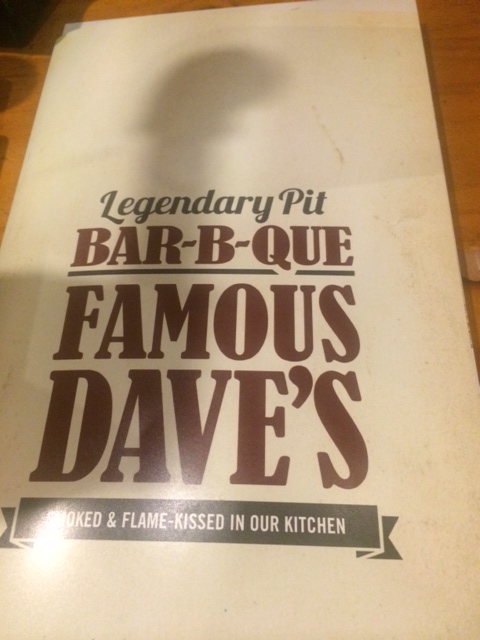 Legendary Pit
BAR-B-QUE
FAMOUS
DAVE'S
SMOKED & FLAME-KISSED IN OUR KITCHEN